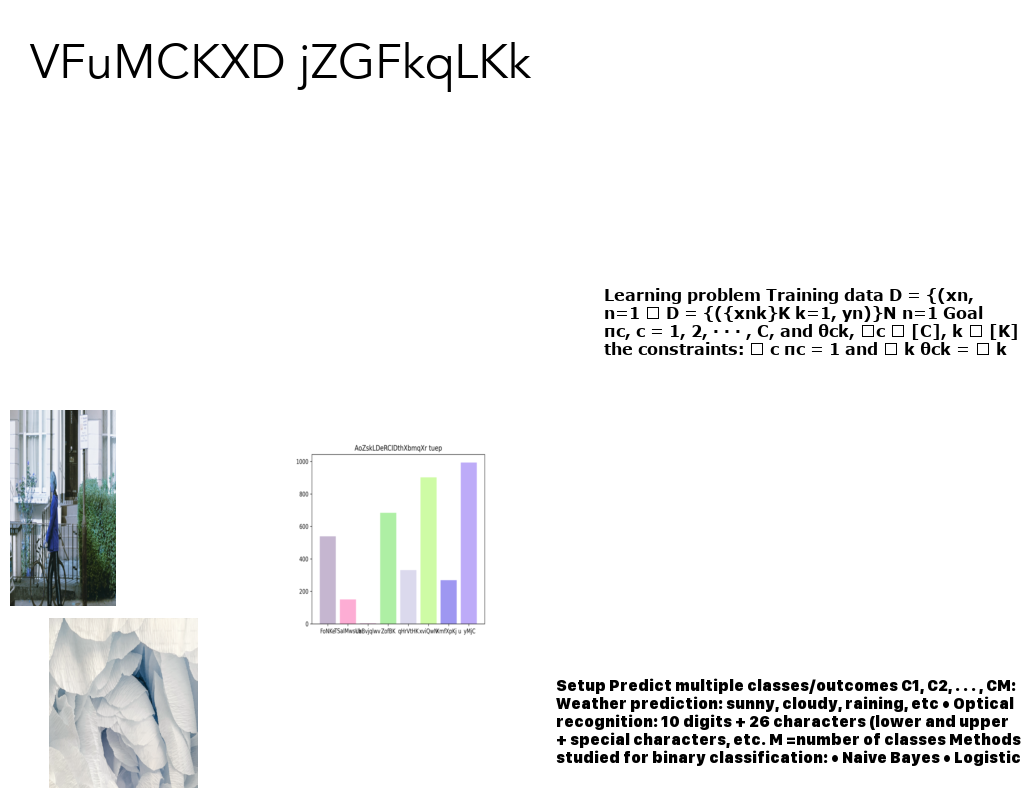 VFuMCKXD jZGFkqLKk
Learning problem Training data D = {(xn,
n=1 □ D = {({xnk}K k=1, yn)}N n=1 Goal
πc, c = 1, 2, · · · , C, and θck, □c □ [C], k □ [K]
the constraints: □ c πc = 1 and □ k θck = □ k
AoZskLDeRClDthXbmqXr tuep
1000
800
600
400
200
0
ZofBK qHrVtHK yMjC
Setup Predict multiple classes/outcomes C1, C2, . . . , CM:
Weather prediction: sunny, cloudy, raining, etc • Optical
recognition: 10 digits + 26 characters (lower and upper
+ special characters, etc. M =number of classes Methods
studied for binary classification: • Naive Bayes • Logistic